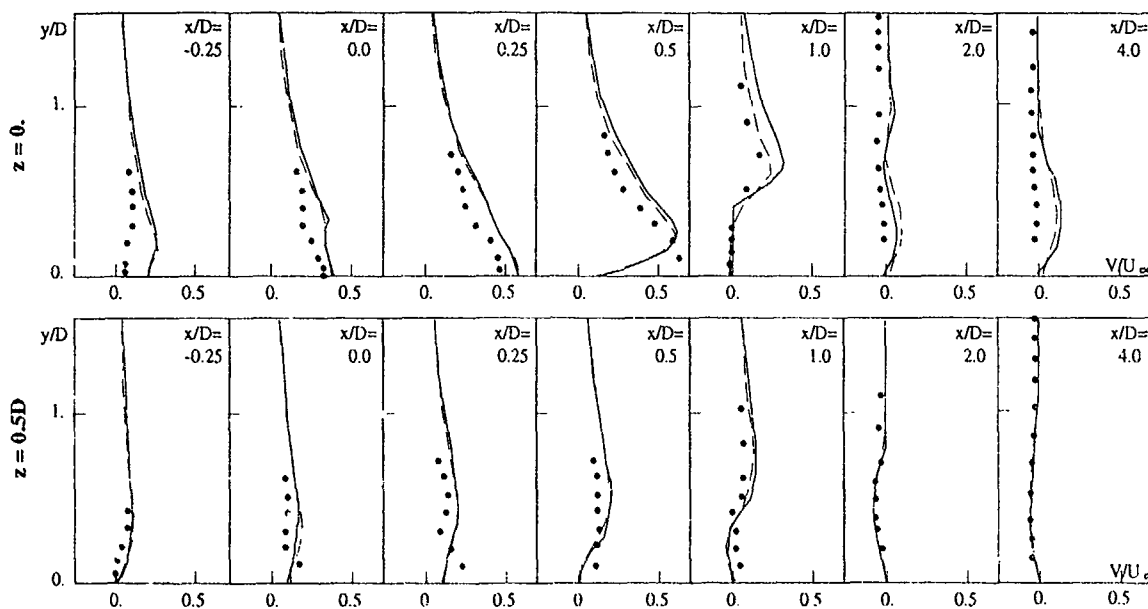 y/D x/D= x/D= x/D= x/D= x/D= x/D= x/D=
-0.25 0.0 0.25 0.5 1.0 2.0 4.0
1.
z = 0.
0. V/U∞
0. 0.5 0. 0.5 0. 0.5 0. 0.5 0. 0.5 0. 0.5 0. 0.5
y/D x/D= x/D= x/D= x/D= x/D= x/D= x/D=
-0.25 0.0 0.25 0.5 1.0 2.0 4.0
1.
z = 0.5D
0. V/U
0. 0.5 0. 0.5 0. 0.5 0. 0.5 0. 0.5 0. 0.5 0. 0.5